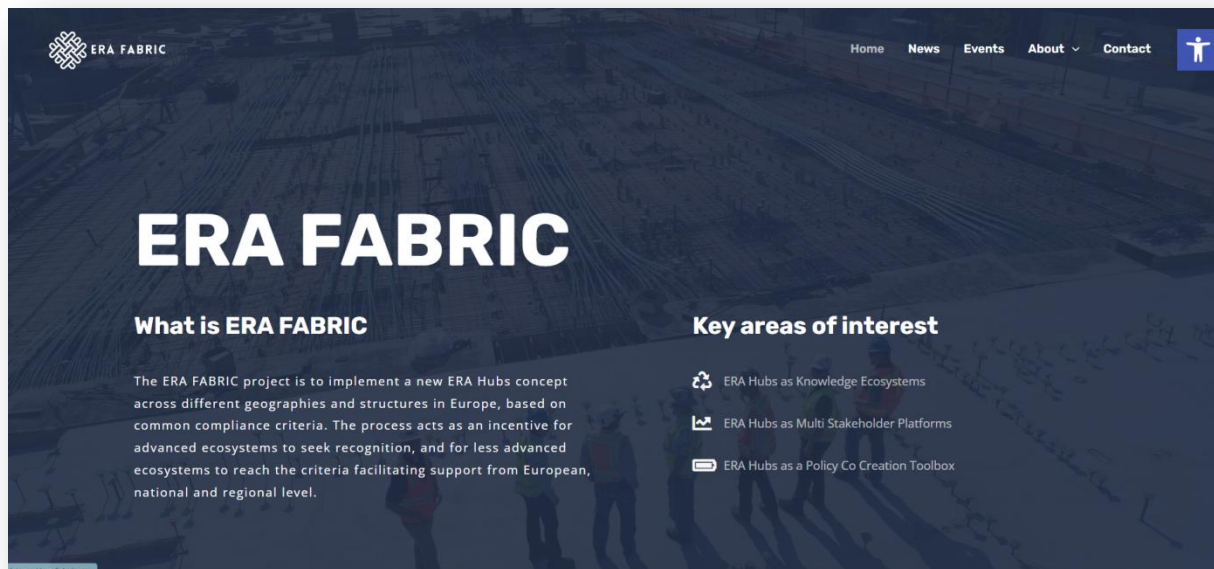 ERA FABRIC
Home News Events About Contact
ERA FABRIC
What is ERA FABRIC
The ERA FABRIC project is to implement a new ERA Hubs concept
across different geographies and structures in Europe, based on
common compliance criteria. The process acts as an incentive for
advanced ecosystems to seek recognition, and for less advanced
ecosystems to reach the criteria facilitating support from European,
national and regional level.
Key areas of interest
ERA Hubs as Knowledge Ecosystems
ERA Hubs as Multi Stakeholder Platforms
ERA Hubs as a Policy Co Creation Toolbox